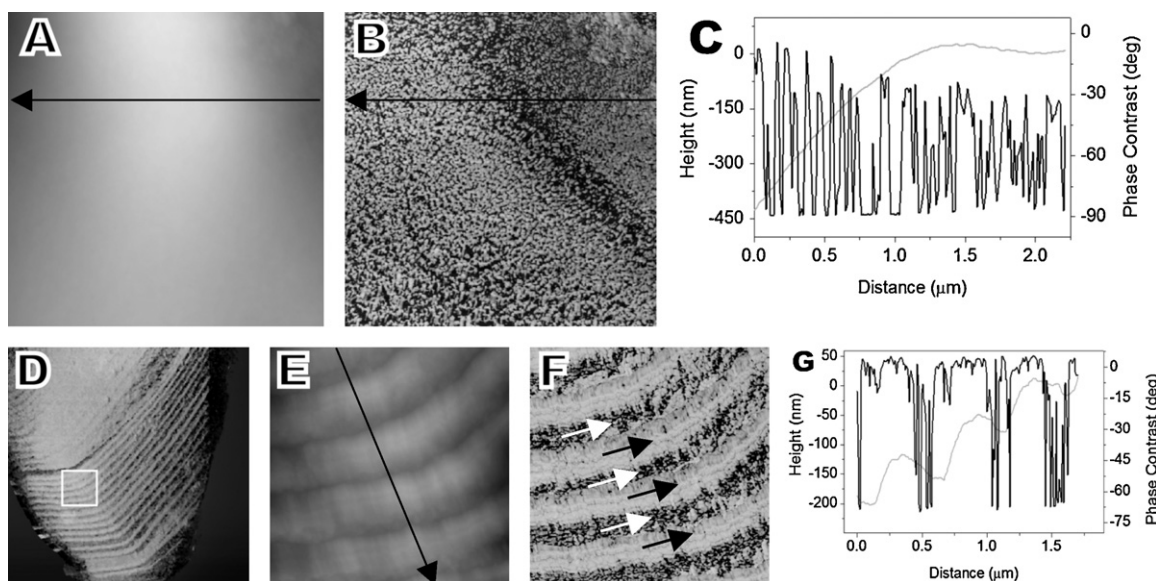 A
B
C
0
-150
-300
-450
Height (nm)
0
-30
-60
-90
Phase Contrast (deg)
0.0
0.5
1.0
1.5
2.0
Distance (μm)
D
E
F
G
50
0
-50
-100
-150
-200
Height (nm)
0
-15
-30
-45
-60
-75
Phase Contrast (deg)
0.0
0.5
1.0
1.5
Distance (μm)